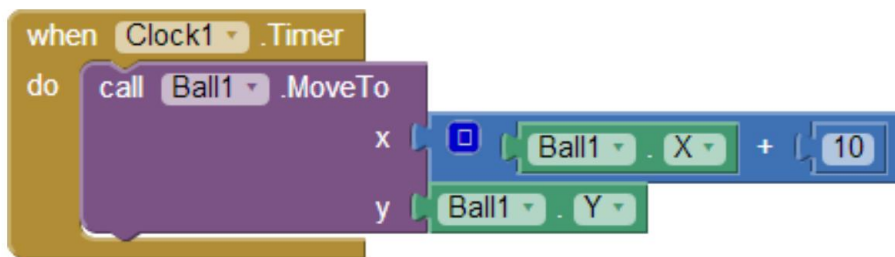 when Clock1 .Timer
do call Ball1 .MoveTo
x Ball1 . X + 10
y Ball1 . Y